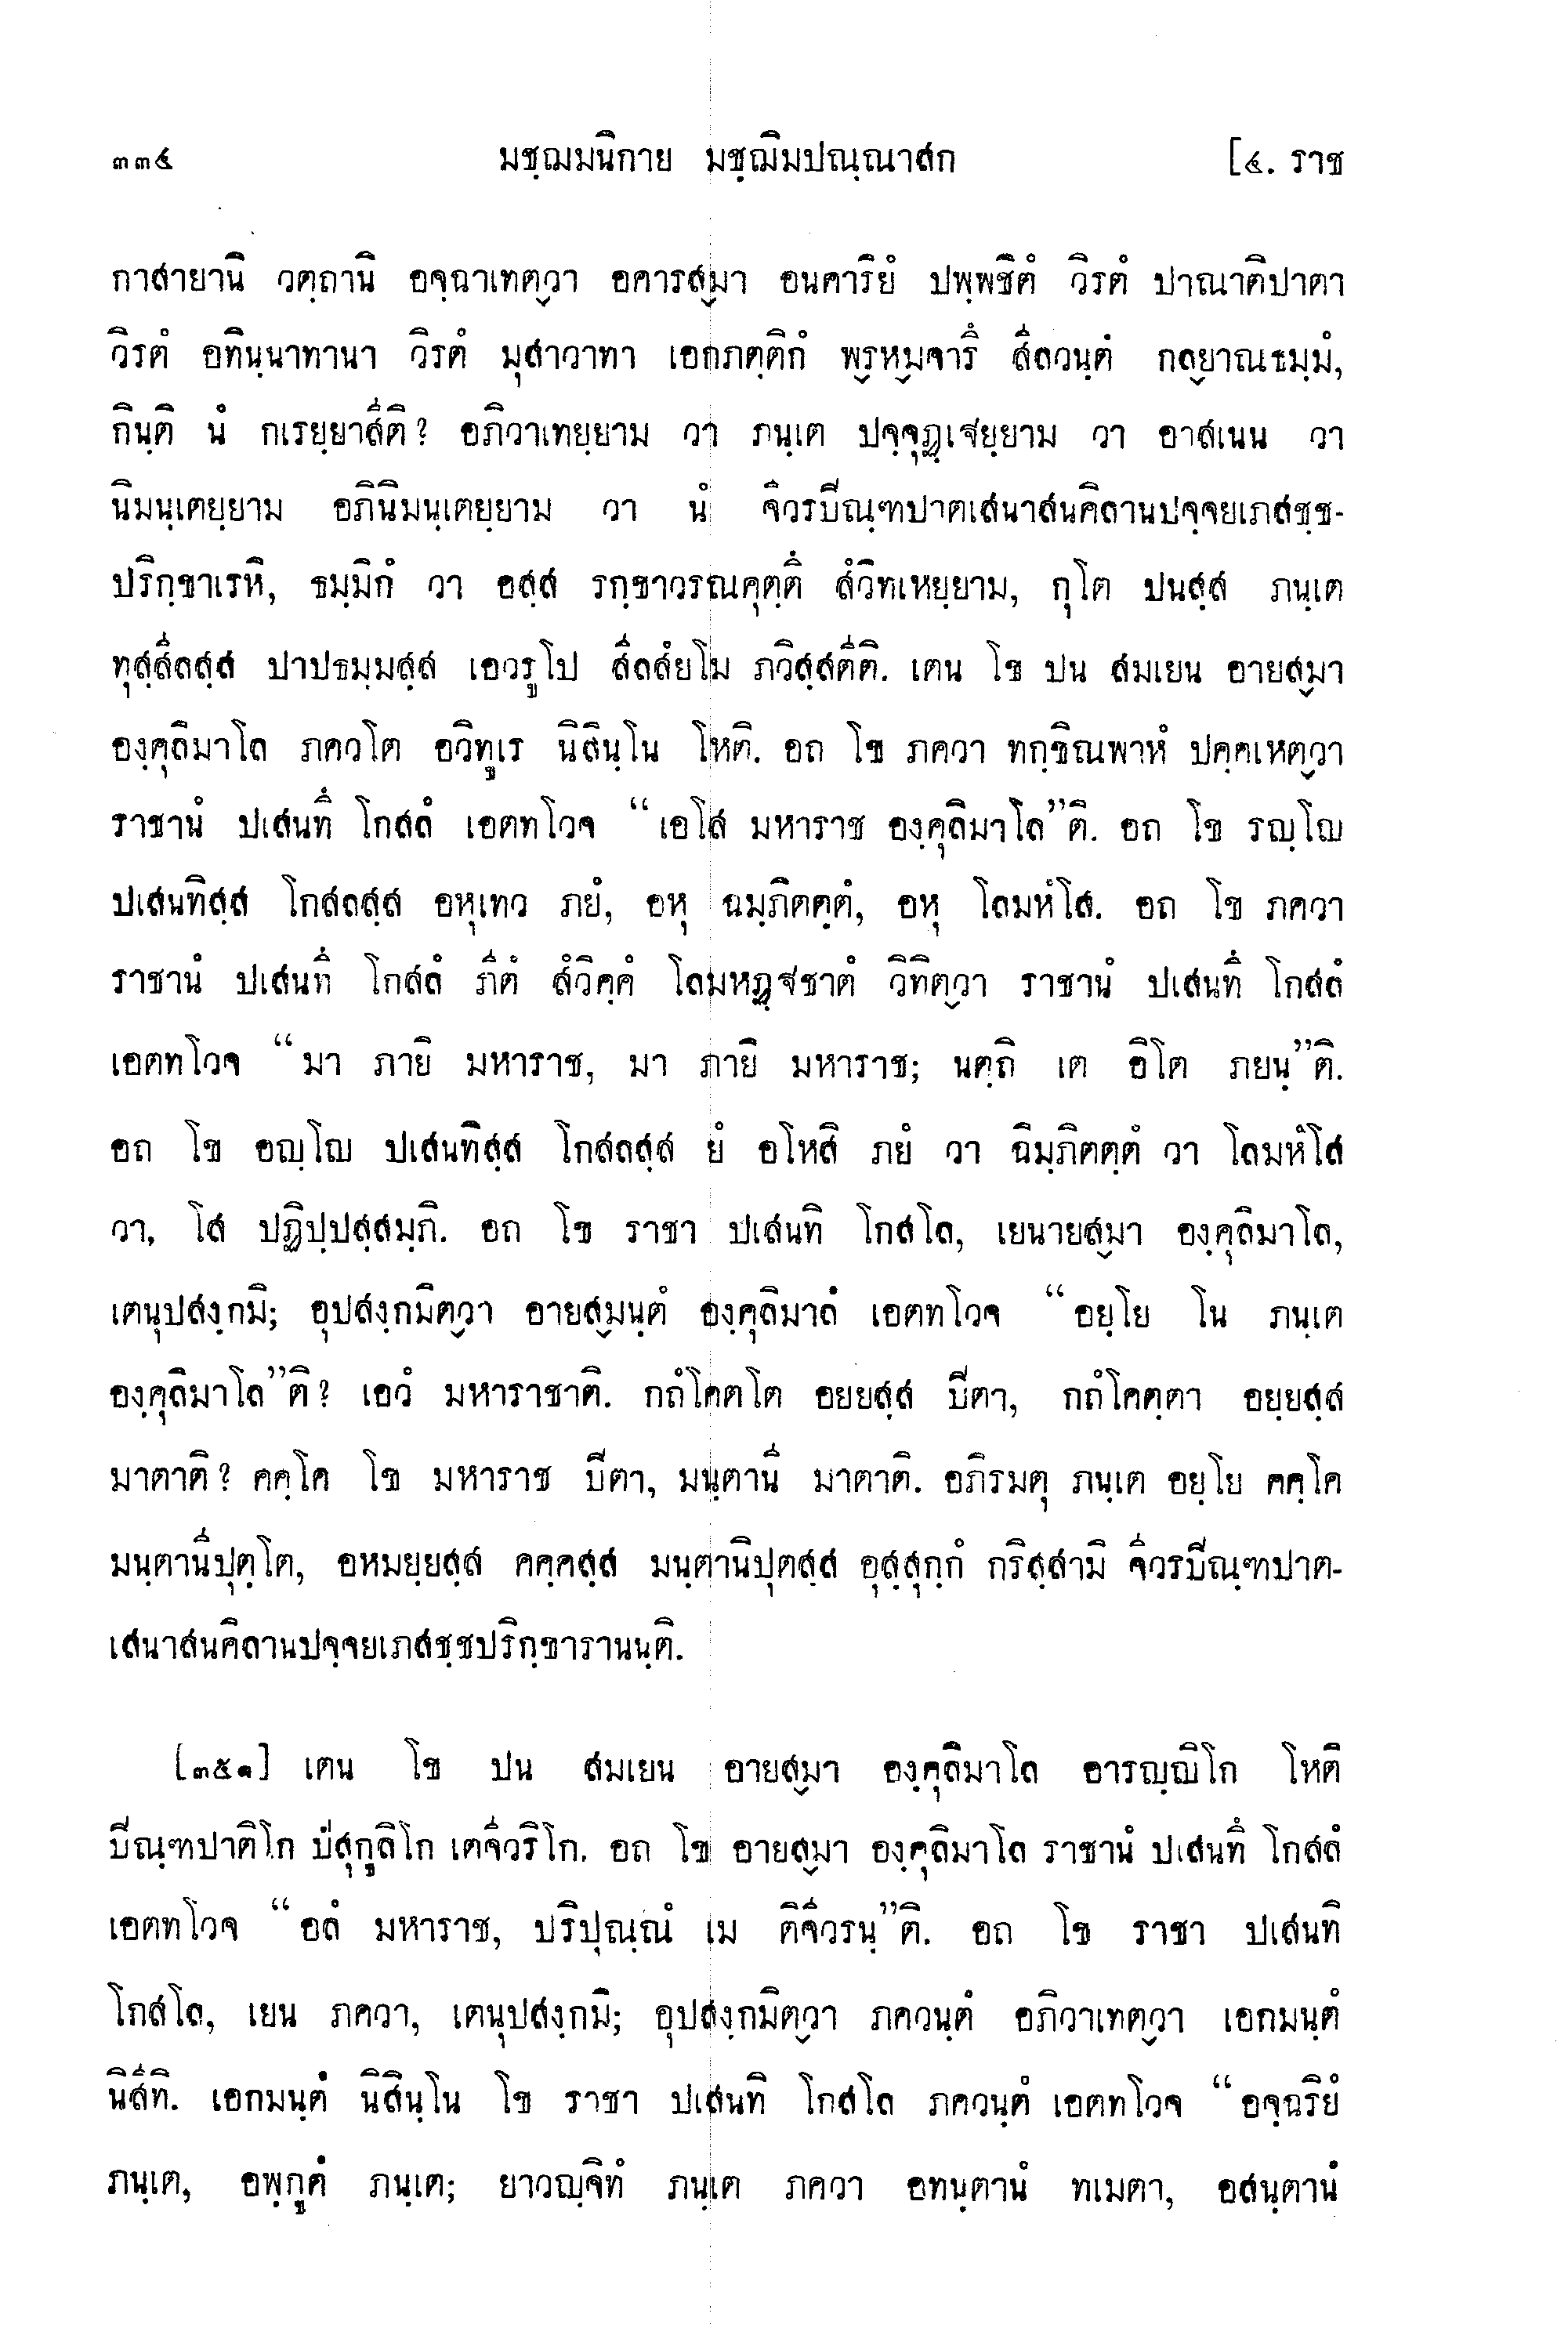 ๓๓๔ มชฺฌมนิกาย มชฺฌิมปณฺณาสก [๔. ราช
กาสายานิ วตฺถานิ อจฺฉาเทตฺวา อคารสฺมา อนคาริยํ ปพฺพชิตํ วิรตํ ปาณาติปาตา
วิรตํ อทินฺนาทานา วิรตํ มุสาวาทา เอกภตฺติกํ พฺรหฺมจารึ สีลวนฺตํ กลฺยาณธมฺมํ,
กินฺติ นํ กเรยฺยาสีติ? อภิวาเทยฺยาม วา ภนฺเต ปจฺจุฏฺเฐยฺยาม วา อาสเนน วา
นิมนฺเตยฺยาม อภินิมนฺเตยฺยาม วา นํ จีวรปิณฺฑปาตเสนาสนคิลานปจฺจยเภสชฺช-
ปริกฺขาเรหิ, ธมฺมิกํ วา อสฺส รกฺขาวรณคุตฺตึ สํวิทเหยฺยาม, กุโต ปนสฺส ภนฺเต
ทุสฺสีลสฺส ปาปธมฺมสฺส เอวรูโป สีลสํยโม ภวิสฺสตีติ. เตน โข ปน สมเยน อายสฺมา
องฺคุลิมาโล ภควโต อวิทูเร นิสินฺโน โหติ. อถ โข ภควา ทกฺขิณพาหํ ปคฺคเหตฺวา
ราชานํ ปเสนทึ โกสลํ เอตทโวจ “เอโส มหาราช องฺคุลิมาโล”ติ. อถ โข รญฺโญ
ปเสนทิสฺส โกสลสฺส อหุเทว ภยํ, อหุ ฉมฺภิตตฺตํ, อหุ โลมหํโส. อถ โข ภควา
ราชานํ ปเสนทึ โกสลํ ภีตํ สํวิคฺคํ โลมหฏฺฐชาตํ วิทิตฺวา ราชานํ ปเสนทึ โกสลํ
เอตทโวจ “มา ภายิ มหาราช, มา ภายิ มหาราช; นตฺถิ เต อิโต ภยนฺ”ติ.
อถ โข อญฺโญ ปเสนทิสฺส โกสลสฺส ยํ อโหสิ ภยํ วา ฉิมฺภิตตฺตํ วา โลมหํโส
วา, โส ปฏิปฺปสฺสมฺภิ. อถ โข ราชา ปเสนทิ โกสโล, เยนายสฺมา องฺคุลิมาโล,
เตนุปสงฺกมิ; อุปสงฺกมิตฺวา อายสฺมนฺตํ องฺคุลิมาลํ เอตทโวจ “อยฺโย โน ภนฺเต
องฺคุลิมาโล”ติ? เอวํ มหาราชาติ. กถํโคตโต อยยสฺส ปิตา, กถํโคตฺตา อยฺยสฺส
มาตาติ? คคฺโค โข มหาราช ปิตา, มนฺตานี มาตาติ. อภิรมตุ ภนฺเต อยฺโย คคฺโค
มนฺตานีปุตฺโต, อหมยฺยสฺส คคฺคสฺส มนฺตานิปุตสฺส อุสฺสุกฺกํ กริสฺสามิ จีวรปิณฺฑปาต-
เสนาสนคิลานปจฺจยเภสชฺชปริกฺขารานนฺติ.
[๓๕๑] เตน โข ปน สมเยน อายสฺมา องฺคุลิมาโล อารญฺญิโก โหติ
ปิณฺฑปาติโก ปํสุกูลิโก เตจีวริโก. อถ โข อายสฺมา องฺคุลิมาโล ราชานํ ปเสนทึ โกสลํ
เอตทโวจ “อลํ มหาราช, ปริปุณฺณํ เม ติจีวรนฺ”ติ. อถ โข ราชา ปเสนทิ
โกสโล, เยน ภควา, เตนุปสงฺกมิ; อุปสงฺกมิตฺวา ภควนฺตํ อภิวาเทตฺวา เอกมนฺตํ
นิสีทิ. เอกมนฺตํ นิสินฺโน โข ราชา ปเสนทิ โกสโล ภควนฺตํ เอตทโวจ “อจฺฉริยํ
ภนฺเต, อพฺภูตํ ภนฺเต; ยาวญฺจิทํ ภนฺเต ภควา อทนฺตานํ ทเมตา, อสนฺตานํ